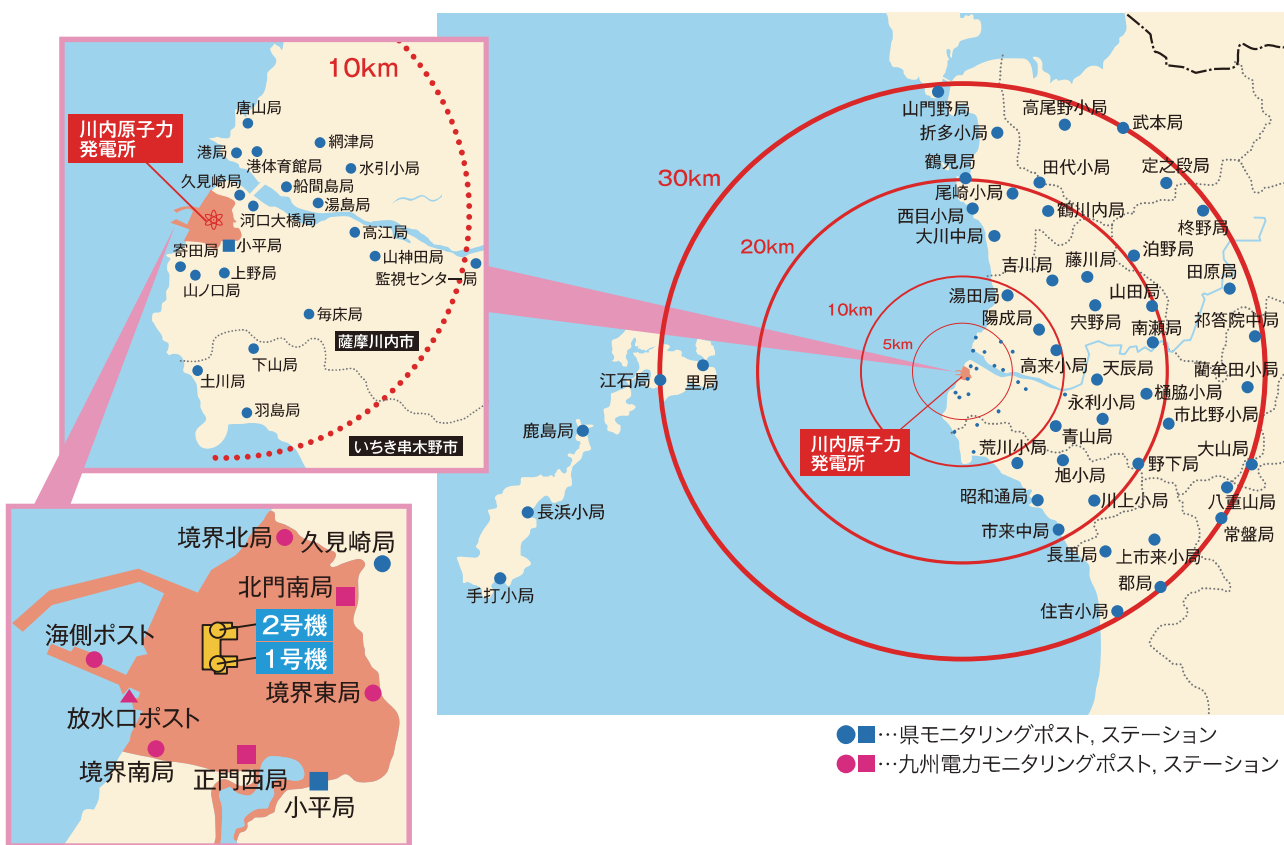 10km
唐山局
川内原子力
発電所
網津局
港局
港体育館局
水引小局
久見崎局
船間島局
湯島局
河口大橋局
高江局
小平局
寄田局
山神田局
上野局
監視センター局
山ノ口局
毎床局
薩摩川内市
下山局
土川局
羽島局
いちき串木野市
境界北局
久見崎局
北門南局
2号機
1号機
海側ポスト
境界東局
放水口ポスト
境界南局
正門西局
小平局
30km
20km
10km
5km
山門野局
高尾野小局
武本局
折多小局
鶴見局
田代小局
定之段局
尾崎小局
西目小局
鶴川内局
柊野局
大川中局
泊野局
吉川局
藤川局
田原局
湯田局
山田局
陽成局
穴野局
南瀬局
祁答院中局
高来小局
天辰局
藺牟田小局
江石局
里局
樋脇小局
永利小局
市比野小局
鹿島局
川内原子力
発電所
青山局
荒川小局
大山局
旭小局
野下局
昭和通局
川上小局
八重山局
長浜小局
市来中局
常盤局
長里局
上市来小局
郡局
手打小局
住吉小局
…県モニタリングポスト, ステーション
…九州電力モニタリングポスト, ステーション